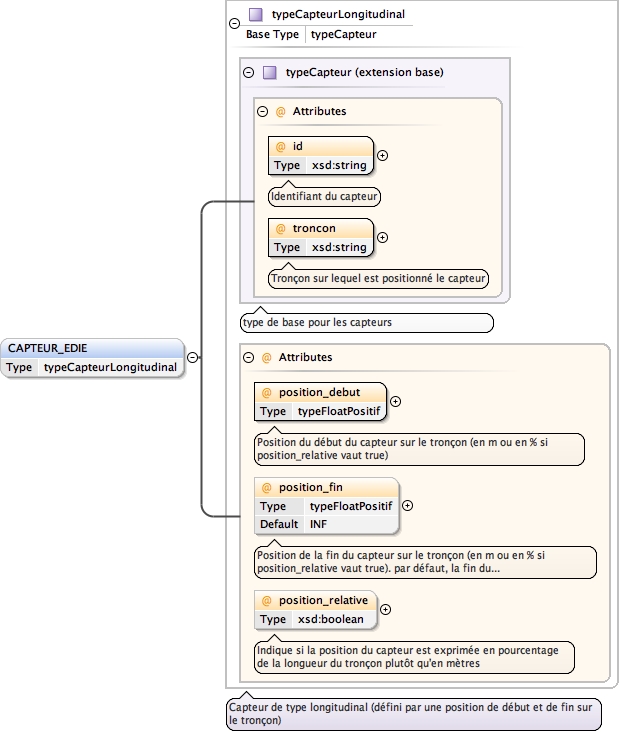 typeCapteurLongitudinal
Base Type typeCapteur
typeCapteur (extension base)
@ Attributes
@ id
Type xsd:string
Identifiant du capteur
@ troncon
Type xsd:string
Tronçon sur lequel est positionné le capteur
type de base pour les capteurs
CAPTEUR_EDIE
Type typeCapteurLongitudinal
@ Attributes
@ position_debut
Type typeFloatPositif
Position du début du capteur sur le tronçon (en m ou en % si
position_relative vaut true)
@ position_fin
Type typeFloatPositif
Default INF
Position de la fin du capteur sur le tronçon (en m ou en % si
position_relative vaut true). par défaut, la fin du...
@ position_relative
Type xsd:boolean
Indique si la position du capteur est exprimée en pourcentage
de la longueur du tronçon plutôt qu'en mètres
Capteur de type longitudinal (défini par une position de début et de fin sur
le tronçon)